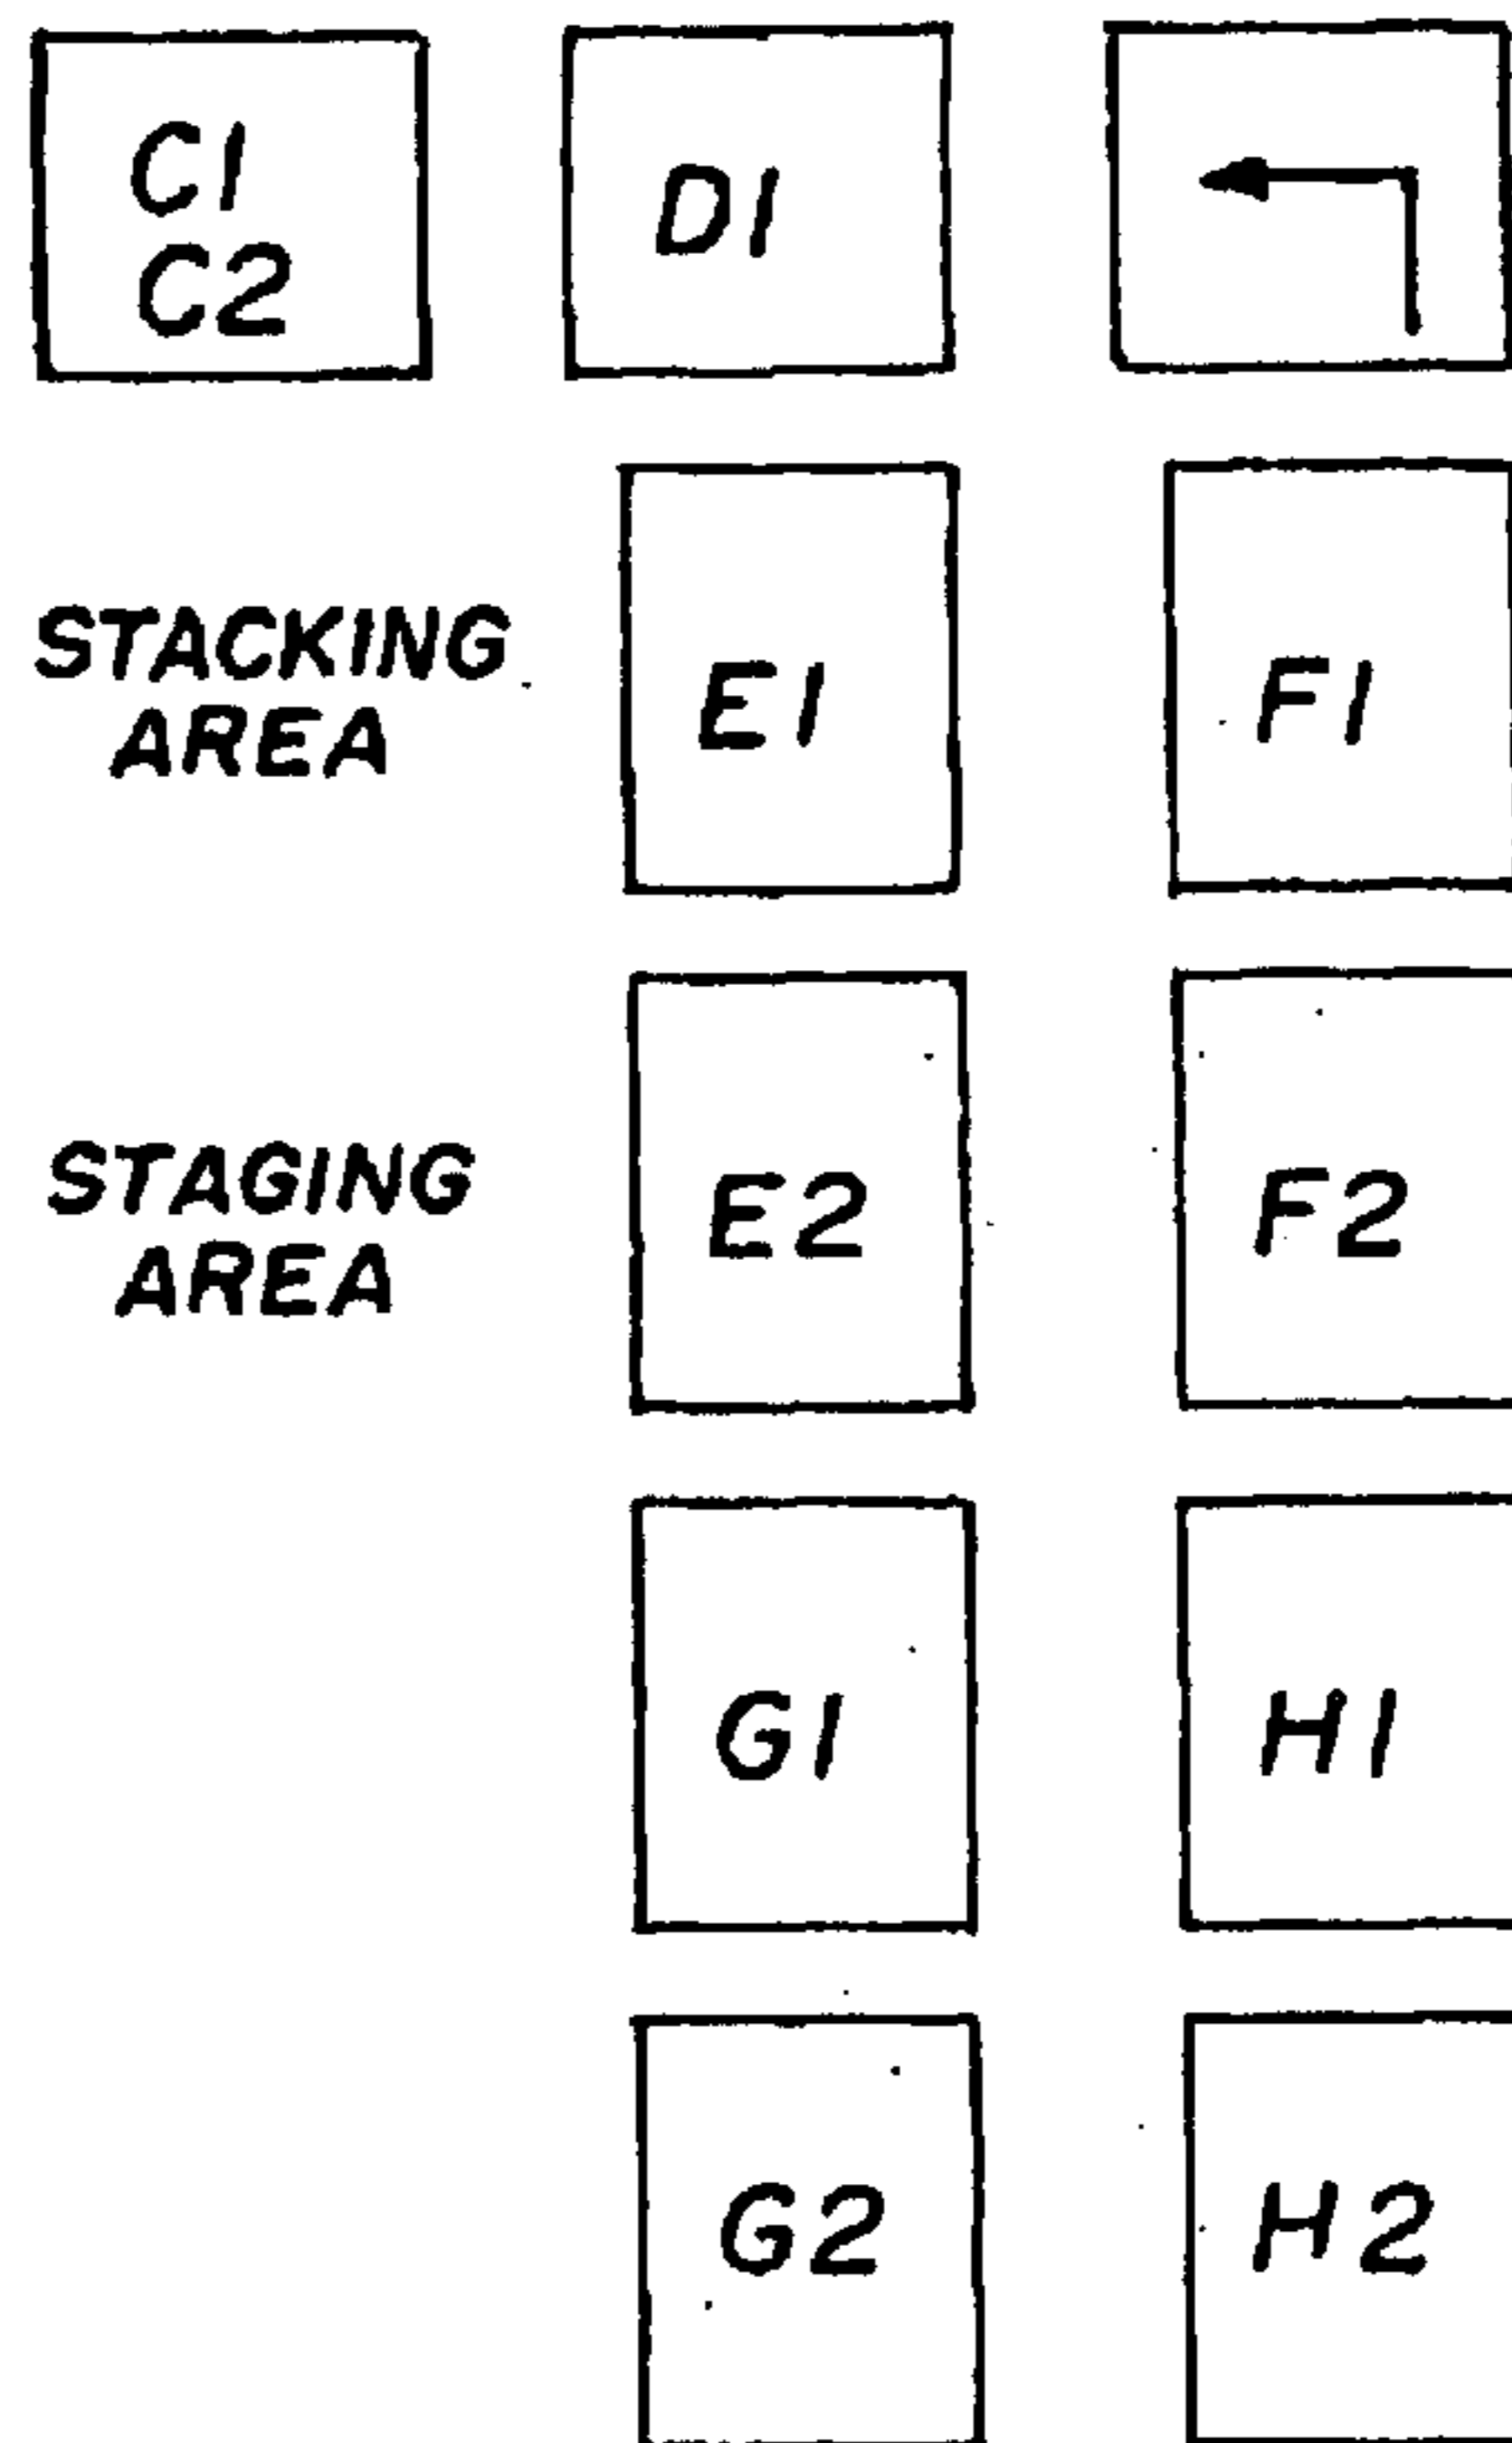 C1
C2
D1
STACKING
AREA
E1
F1
STAGING
AREA
E2
F2
G1
H1
G2
H2